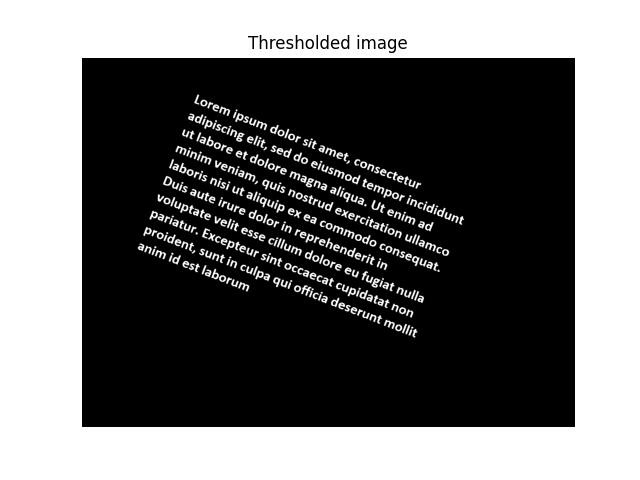 Thresholded image
Lorem ipsum dolor sit amet, consectetur
adipiscing elit, sed do eiusmod tempor incididunt
ut labore et dolore magna aliqua. Ut enim ad
minim veniam, quis nostrud exercitation ullamco
laboris nisi ut aliquip ex ea commodo consequat.
Duis aute irure dolor in reprehenderit in
voluptate velit esse cillum dolore eu fugiat nulla
pariatur. Excepteur sint occaecat cupidatat non
proident, sunt in culpa qui officia deserunt mollit
anim id est laborum